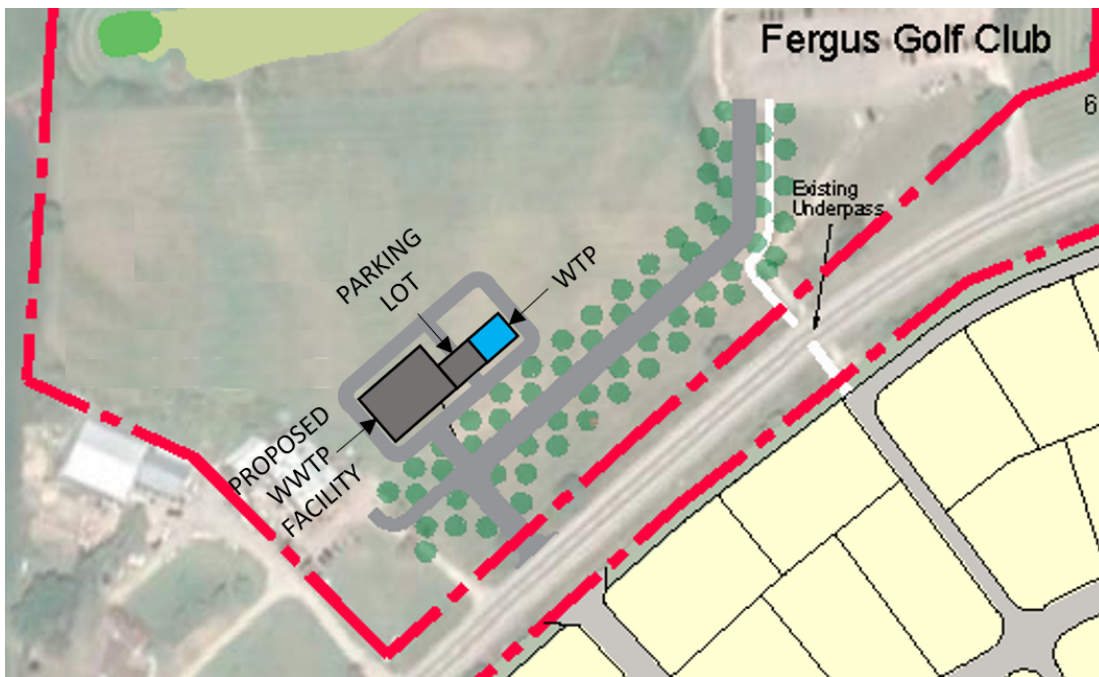 Fergus Golf Club
6
Existing
Underpass
PARKING
LOT
WTP
PROPOSED
WWTP
FACILITY